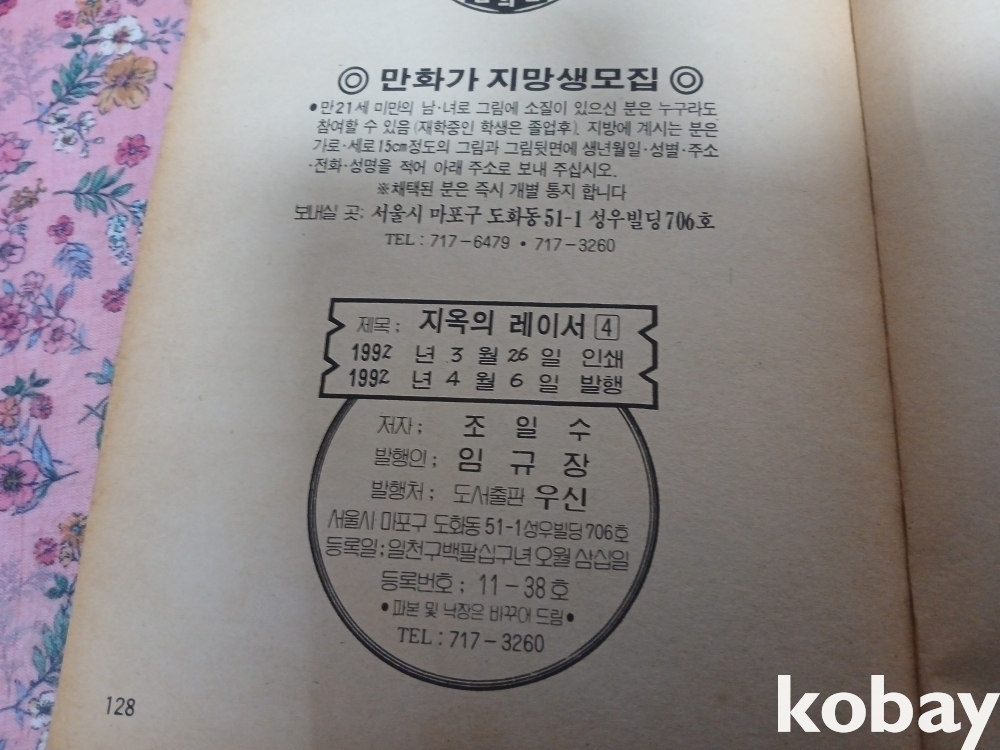 ◎ 만화가 지망생모집 ◎
•만21세 미만의 남·녀로 그림에 소질이 있으신 분은 누구라도
참여할 수 있음 (재학중인 학생은 졸업후). 지방에 계시는 분은
가로·세로 15cm정도의 그림과 그림뒷면에 생년월일·성별·주소
·전화·성명을 적어 아래 주소로 보내 주십시오.
※채택된 분은 즉시 개별 통지 합니다
보내실 곳: 서울시 마포구 도화동 51-1 성우빌딩 706호
TEL : 717-6479 • 717-3260
제목 : 지옥의 레이서 4
1992 년 3 월 26 일 인쇄
1992 년 4 월 6 일 발행
저자 ; 조 일 수
발행인 ; 임 규 장
발행처 ; 도서출판 우신
서울시 마포구 도화동 51-1 성우빌딩 706호
등록일 ; 일천구백팔십구년 오월 삼십일
등록번호 ; 11-38호
•파본 및 낙장은 바꾸어 드림•
TEL : 717-3260
128
kobay